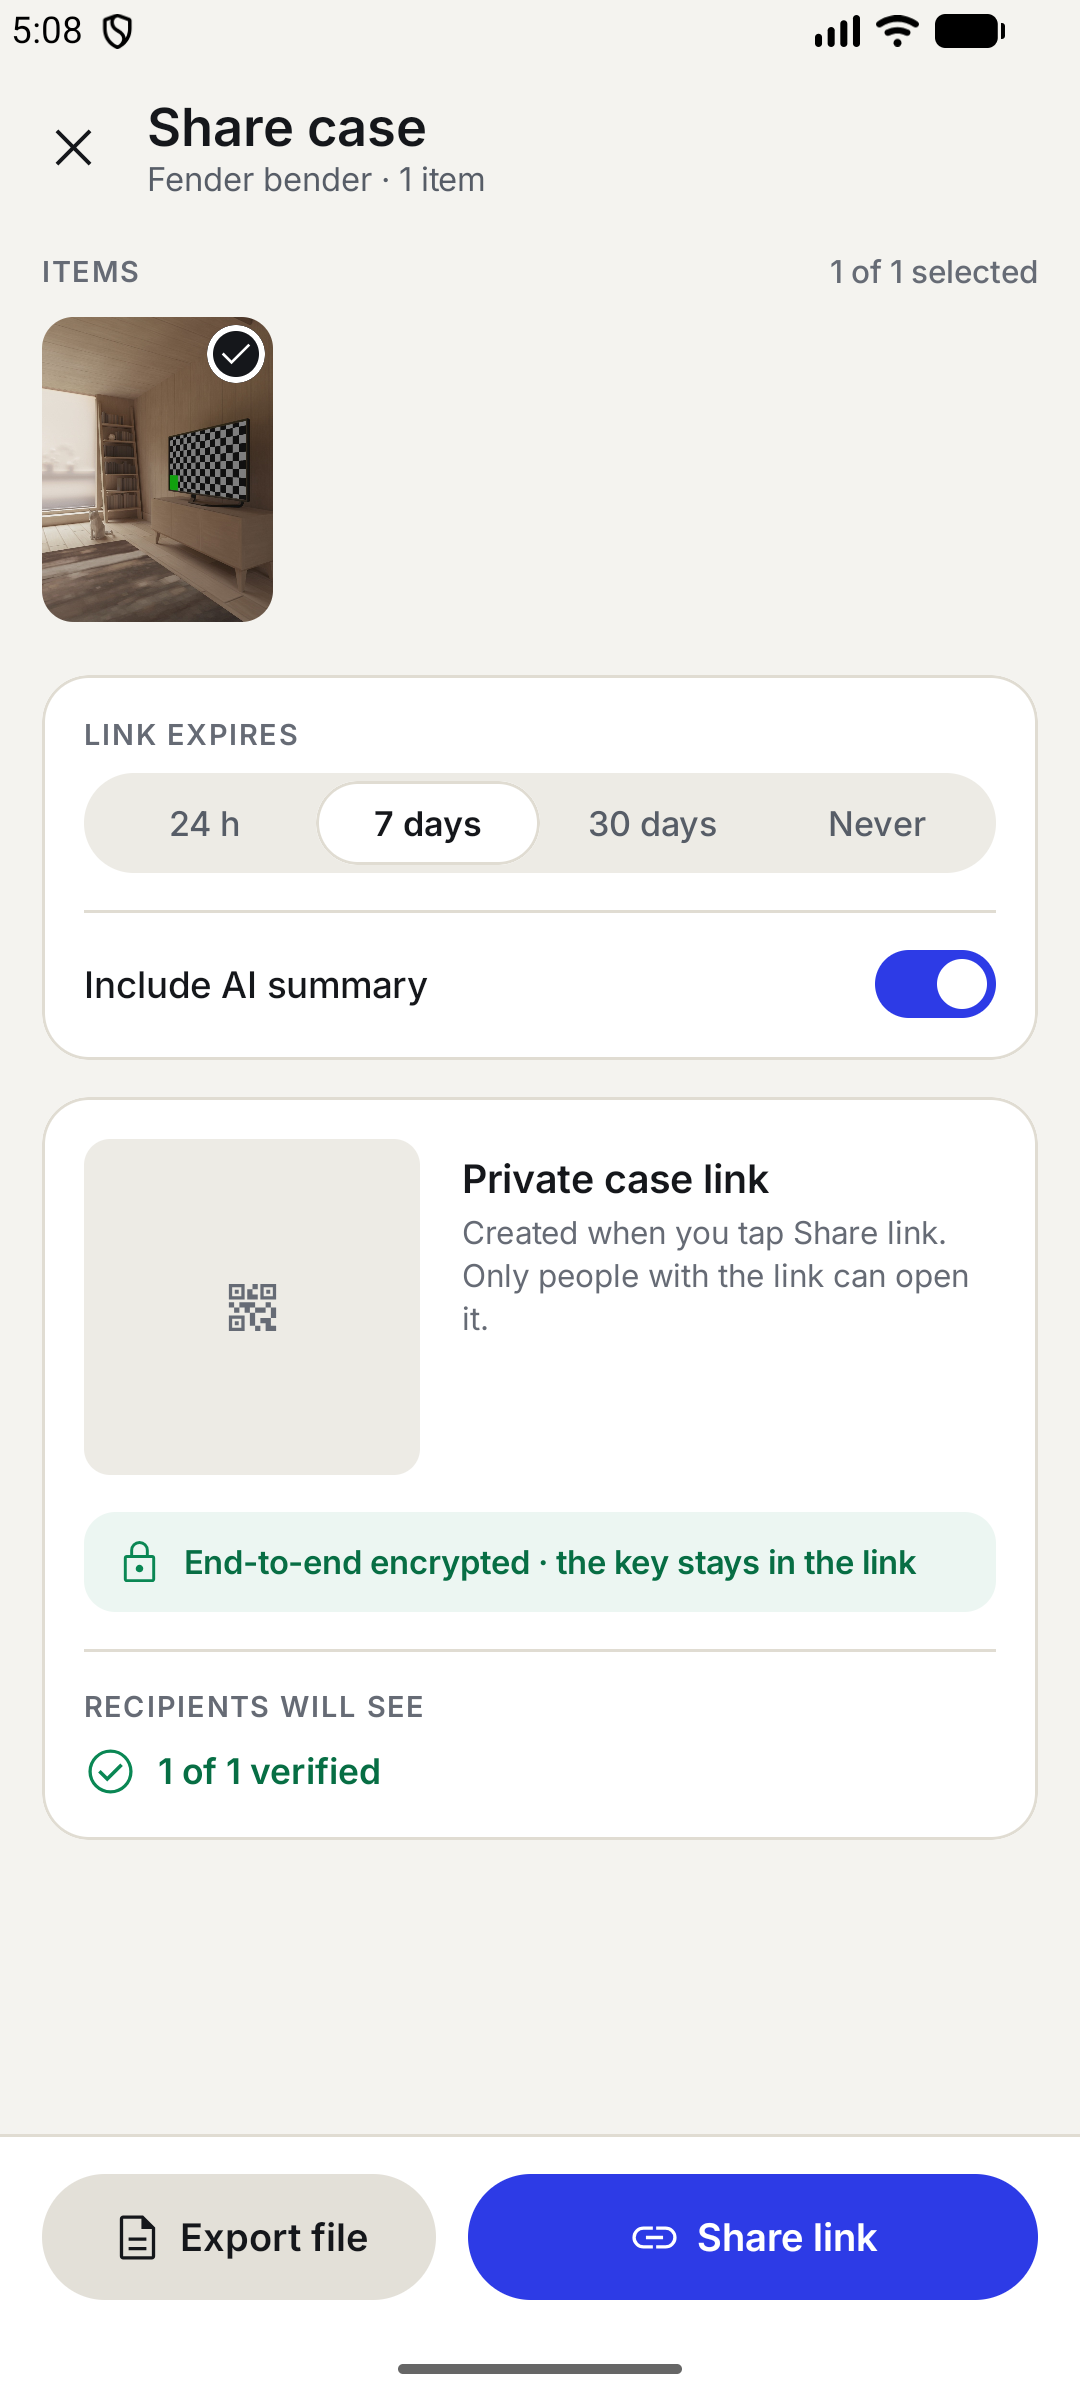 5:08
Share case
Fender bender · 1 item
ITEMS
1 of 1 selected
LINK EXPIRES
24 h
7 days
30 days
Never
Include AI summary
Private case link
Created when you tap Share link.
Only people with the link can open
it.
End-to-end encrypted · the key stays in the link
RECIPIENTS WILL SEE
1 of 1 verified
Export file
Share link